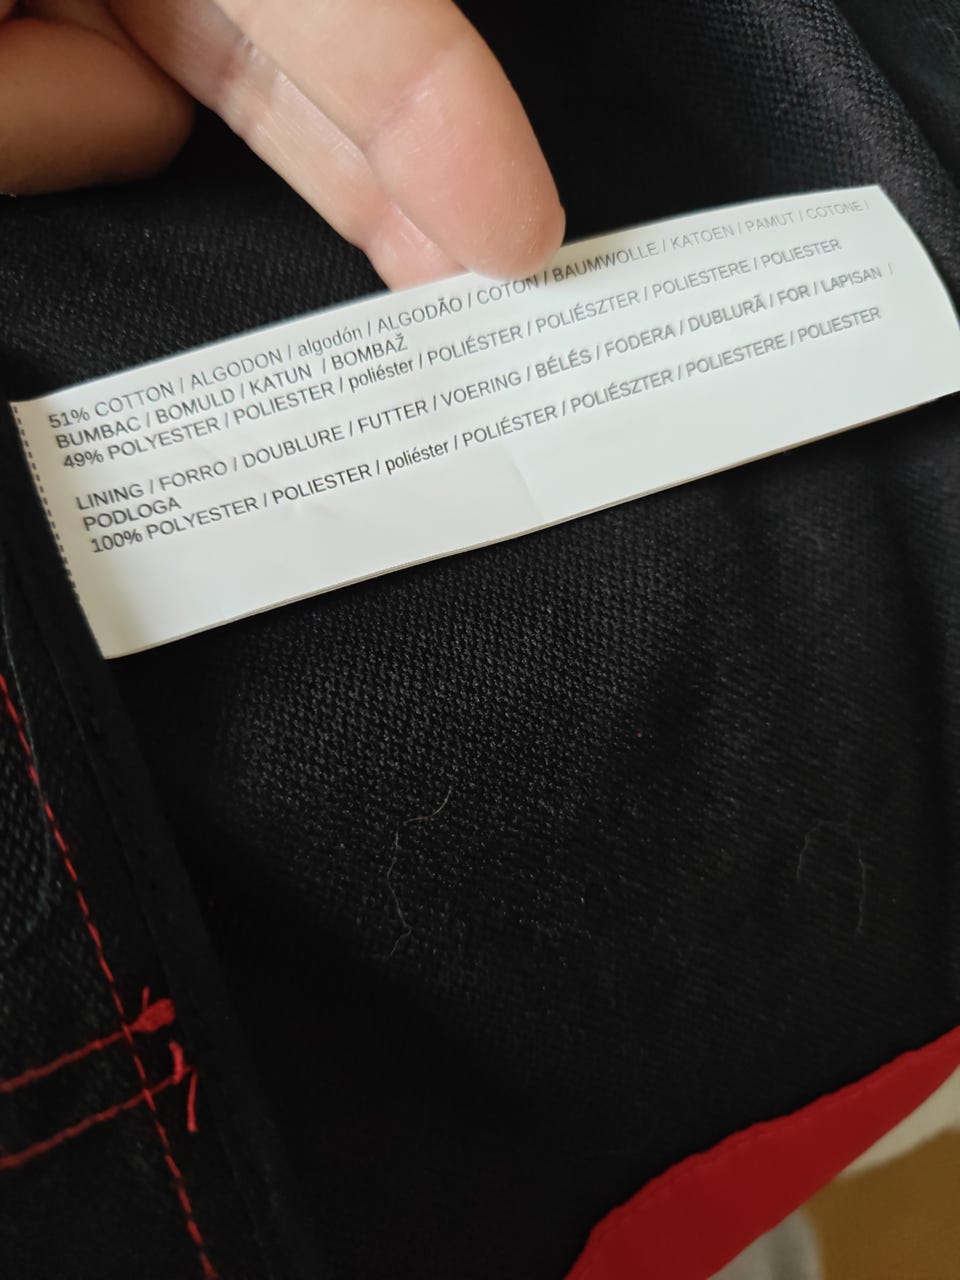 51% COTTON / ALGODON / algodón / ALGODÃO / COTON / BAUMWOLLE / KATOEN / PAMUT / COTONE /
BUMBAC / BOMULD / KATUN / BOMBAŽ
49% POLYESTER / POLIESTER / poliéster / POLIÉSTER / POLIÉSZTER / POLIESTERE / POLIESTER
LINING / FORRO / DOUBLURE / FUTTER / VOERING / BÉLÉS / FODERA / DUBLURĂ / FOR / LAPISAN /
PODLOGA
100% POLYESTER / POLIESTER / poliéster / POLIÉSTER / POLIÉSZTER / POLIESTERE / POLIESTER